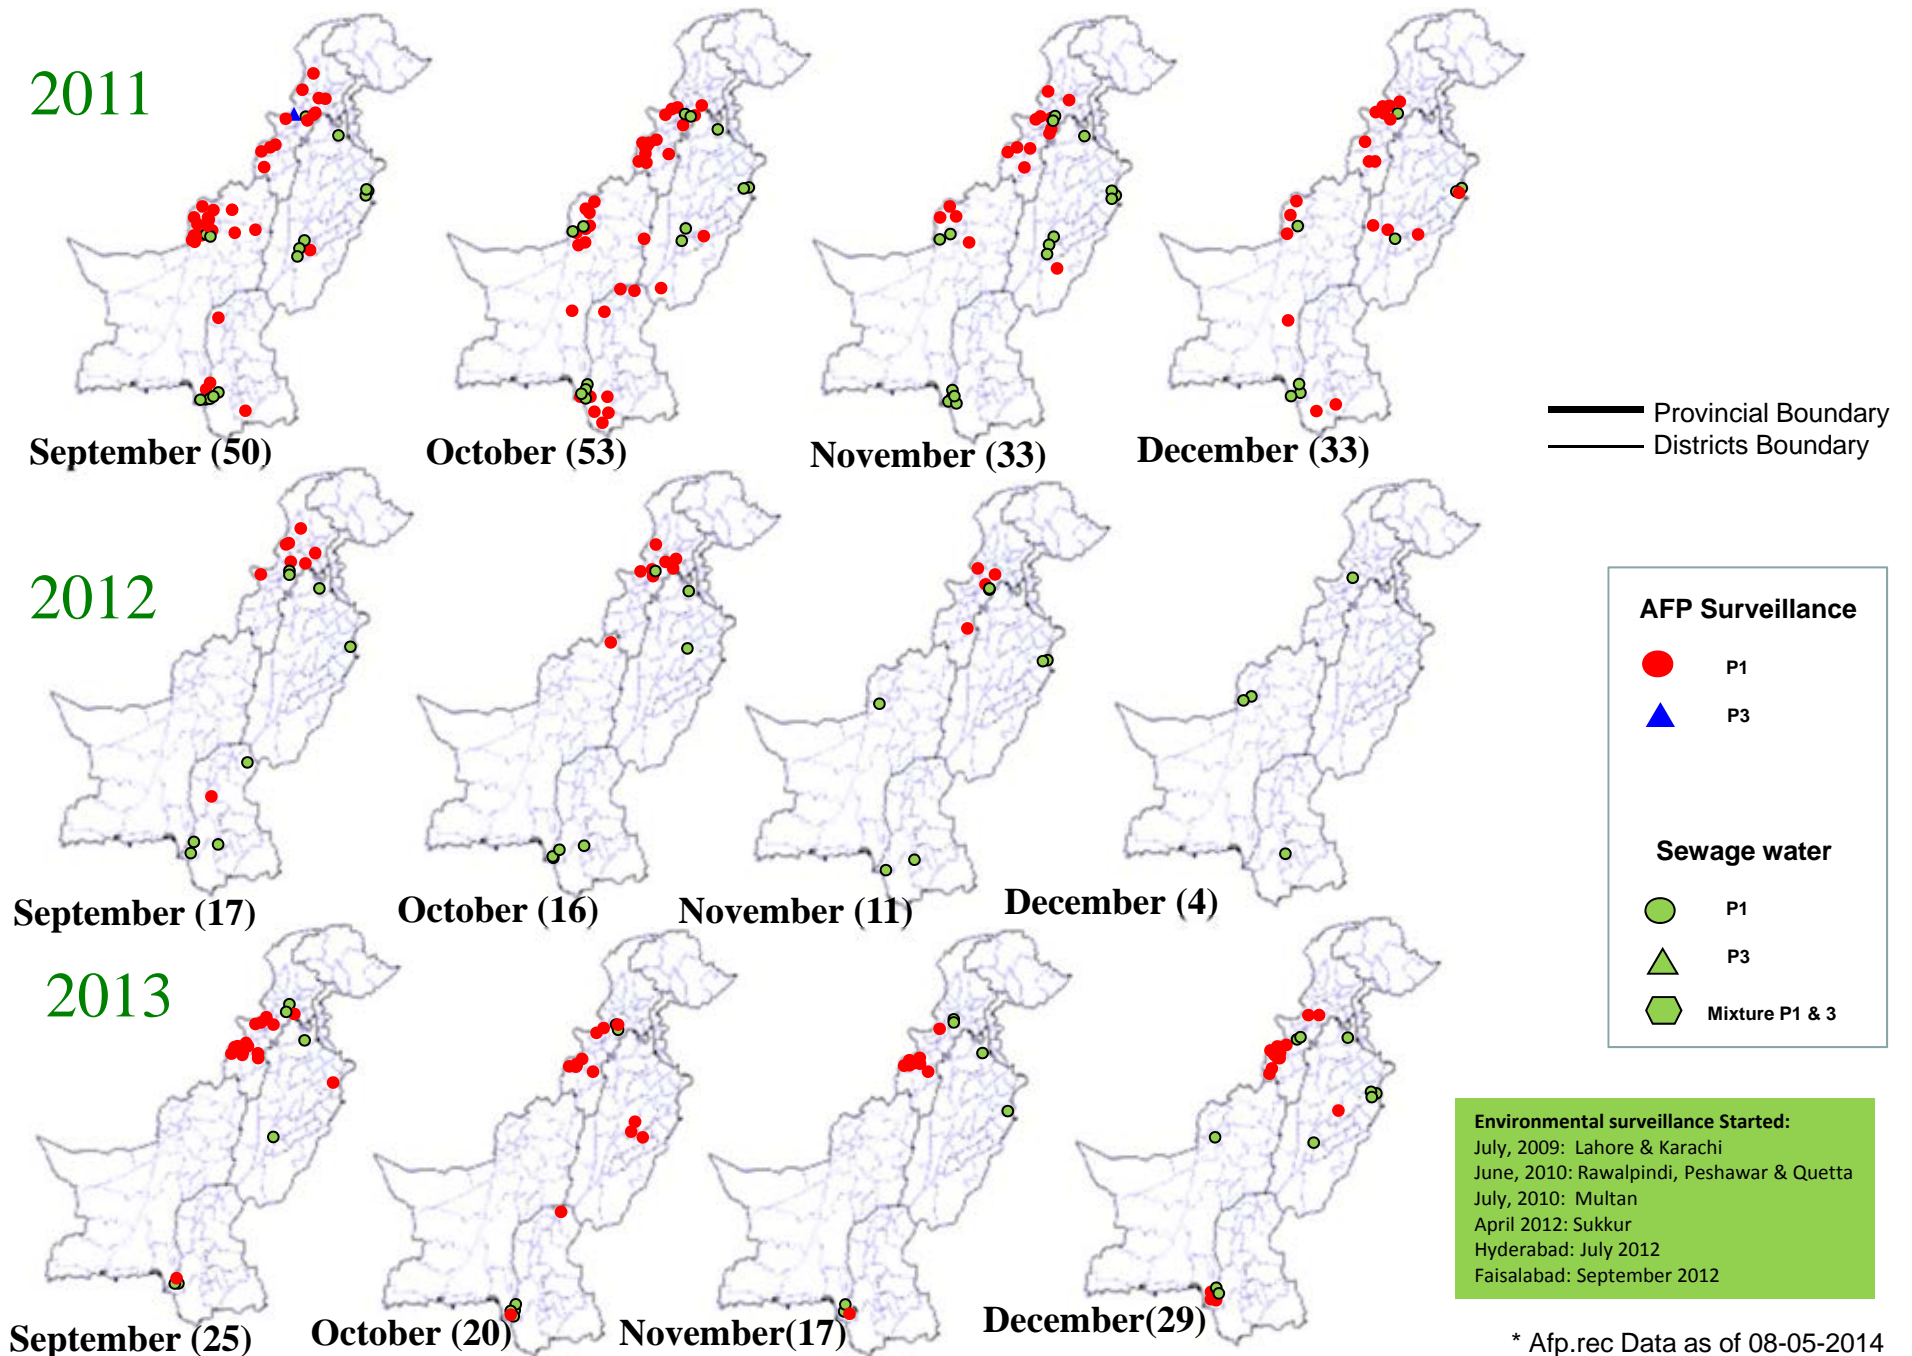 2011
September (50)
October (53)
November (33)
December (33)
Provincial Boundary
Districts Boundary
2012
September (17)
October (16)
November (11)
December (4)
AFP Surveillance
P1
P3
Sewage water
P1
P3
Mixture P1 & 3
2013
September (25)
October (20)
November(17)
December(29)
Environmental surveillance Started:
July, 2009: Lahore & Karachi
June, 2010: Rawalpindi, Peshawar & Quetta
July, 2010: Multan
April 2012: Sukkur
Hyderabad: July 2012
Faisalabad: September 2012
* Afp.rec Data as of 08-05-2014